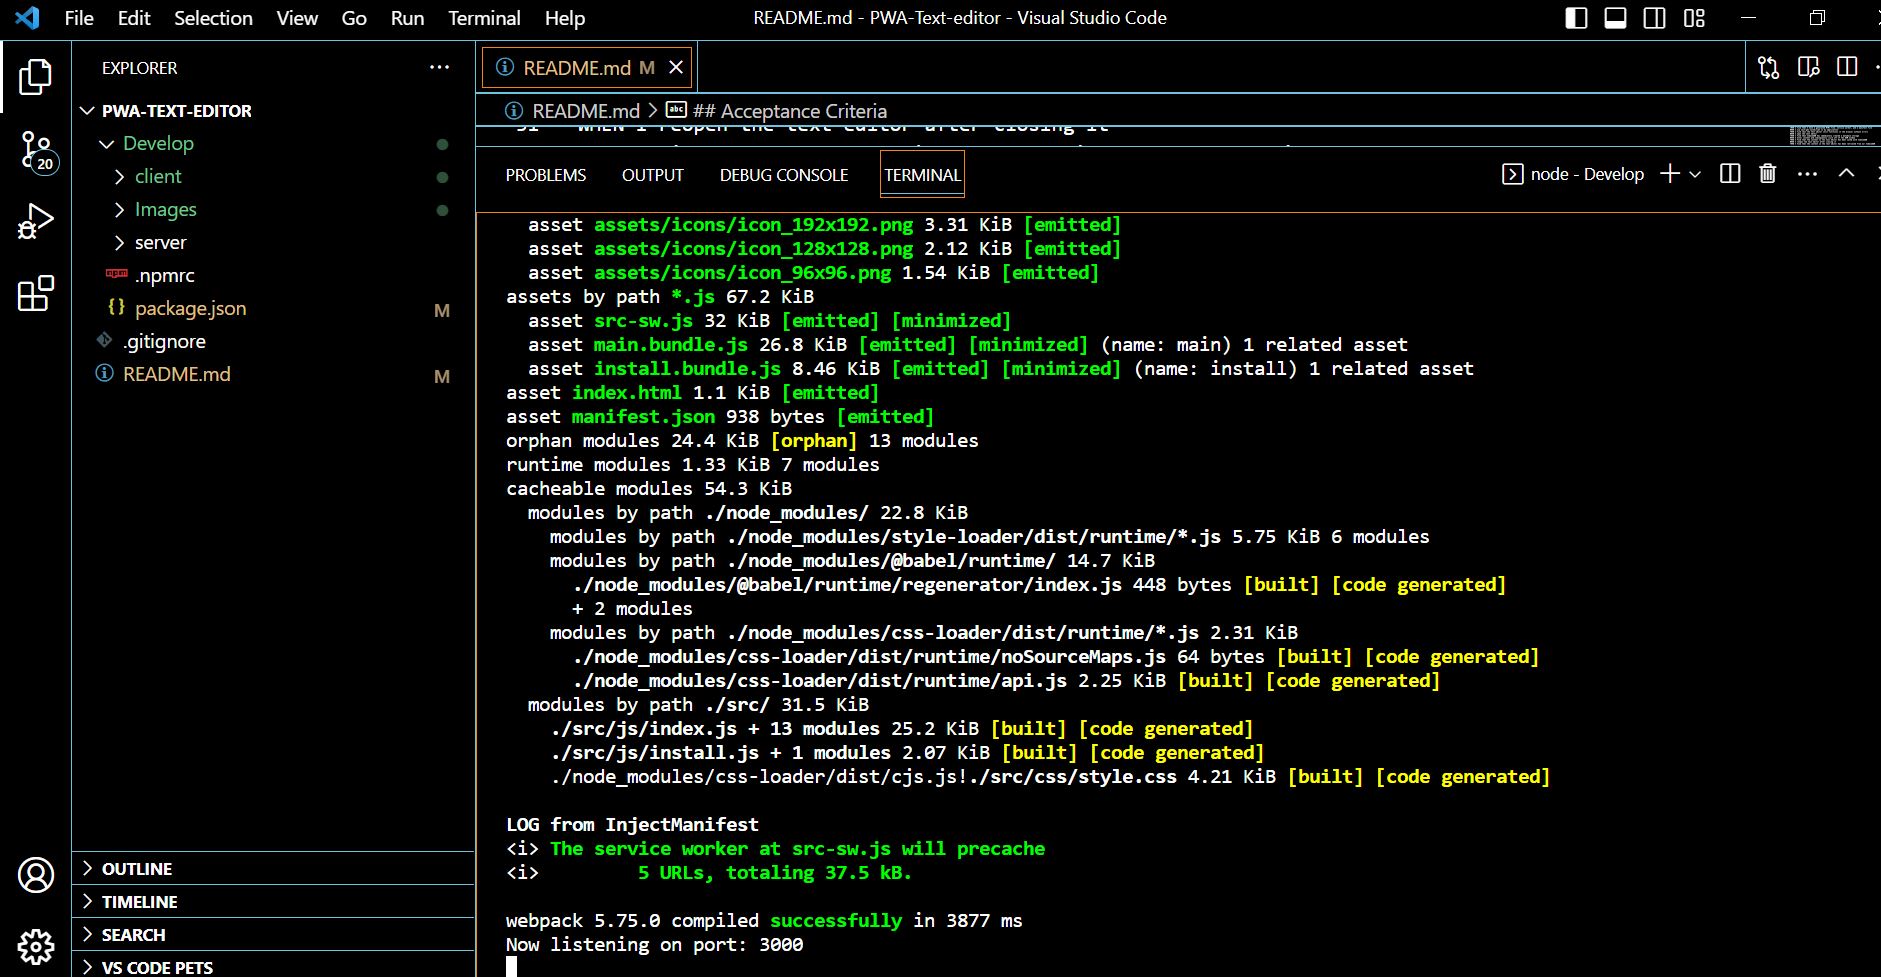 File Edit Selection View Go Run Terminal Help README.md - PWA-Text-editor - Visual Studio Code
EXPLORER
PWA-TEXT-EDITOR
Develop
client
Images
server
.npmrc
package.json M
.gitignore
README.md M
20
OUTLINE
TIMELINE
SEARCH
VS CODE PETS
README.md M
README.md > ## Acceptance Criteria
PROBLEMS OUTPUT DEBUG CONSOLE TERMINAL node - Develop
asset assets/icons/icon_192x192.png 3.31 KiB [emitted]
asset assets/icons/icon_128x128.png 2.12 KiB [emitted]
asset assets/icons/icon_96x96.png 1.54 KiB [emitted]
assets by path *.js 67.2 KiB
asset src-sw.js 32 KiB [emitted] [minimized]
asset main.bundle.js 26.8 KiB [emitted] [minimized] (name: main) 1 related asset
asset install.bundle.js 8.46 KiB [emitted] [minimized] (name: install) 1 related asset
asset index.html 1.1 KiB [emitted]
asset manifest.json 938 bytes [emitted]
orphan modules 24.4 KiB [orphan] 13 modules
runtime modules 1.33 KiB 7 modules
cacheable modules 54.3 KiB
modules by path ./node_modules/ 22.8 KiB
modules by path ./node_modules/style-loader/dist/runtime/*.js 5.75 KiB 6 modules
modules by path ./node_modules/@babel/runtime/ 14.7 KiB
./node_modules/@babel/runtime/regenerator/index.js 448 bytes [built] [code generated]
+ 2 modules
modules by path ./node_modules/css-loader/dist/runtime/*.js 2.31 KiB
./node_modules/css-loader/dist/runtime/noSourceMaps.js 64 bytes [built] [code generated]
./node_modules/css-loader/dist/runtime/api.js 2.25 KiB [built] [code generated]
modules by path ./src/ 31.5 KiB
./src/js/index.js + 13 modules 25.2 KiB [built] [code generated]
./src/js/install.js + 1 modules 2.07 KiB [built] [code generated]
./node_modules/css-loader/dist/cjs.js!./src/css/style.css 4.21 KiB [built] [code generated]
LOG from InjectManifest
<i> The service worker at src-sw.js will precache
<i> 5 URLs, totaling 37.5 kB.
webpack 5.75.0 compiled successfully in 3877 ms
Now listening on port: 3000